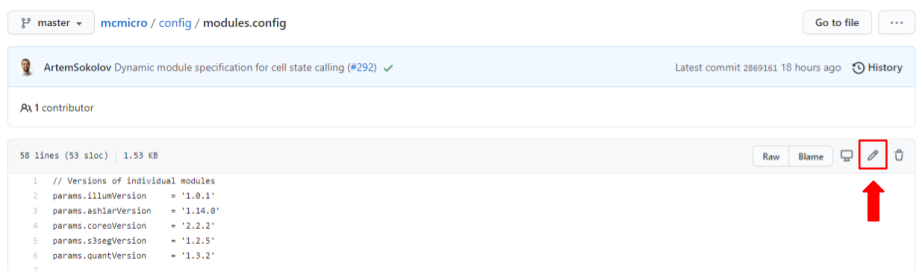 master mcmicro / config / modules.config Go to file ...
ArtemSokolov Dynamic module specification for cell state calling (#292) Latest commit 2869161 18 hours ago History
1 contributor
58 lines (53 sloc) 1.53 KB Raw Blame
1 // Versions of individual modules
2 params.illumVersion = '1.0.1'
3 params.ashlarVersion = '1.14.0'
4 params.coreoVersion = '2.2.2'
5 params.s3segVersion = '1.2.5'
6 params.quantVersion = '1.3.2'
7